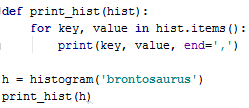 def print_hist(hist):
    for key, value in hist.items():
        print(key, value, end=',')

h = histogram('brontosaurus')
print_hist(h)